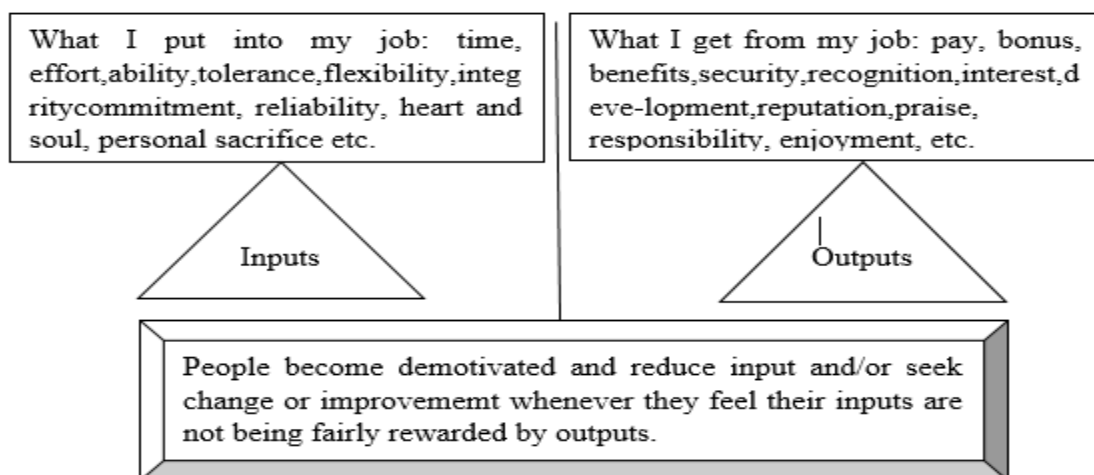 What I put into my job: time,
effort,ability,tolerance,flexibility,integ
ritycommitment, reliability, heart and
soul, personal sacrifice etc.
What I get from my job: pay, bonus,
benefits,security,recognition,interest,d
eve-lopment,reputation,praise,
responsibility, enjoyment, etc.
Inputs
Outputs
People become demotivated and reduce input and/or seek
change or improvememt whenever they feel their inputs are
not being fairly rewarded by outputs.